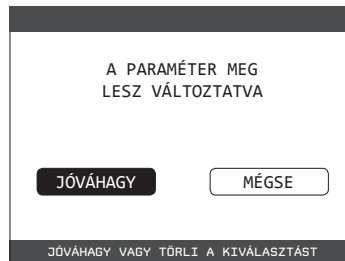 A PARAMÉTER MEG
LESZ VÁLTOZTATVA
JÓVÁHAGY MÉGSE
JÓVÁHAGY VAGY TÖRLI A KIVÁLASZTÁST